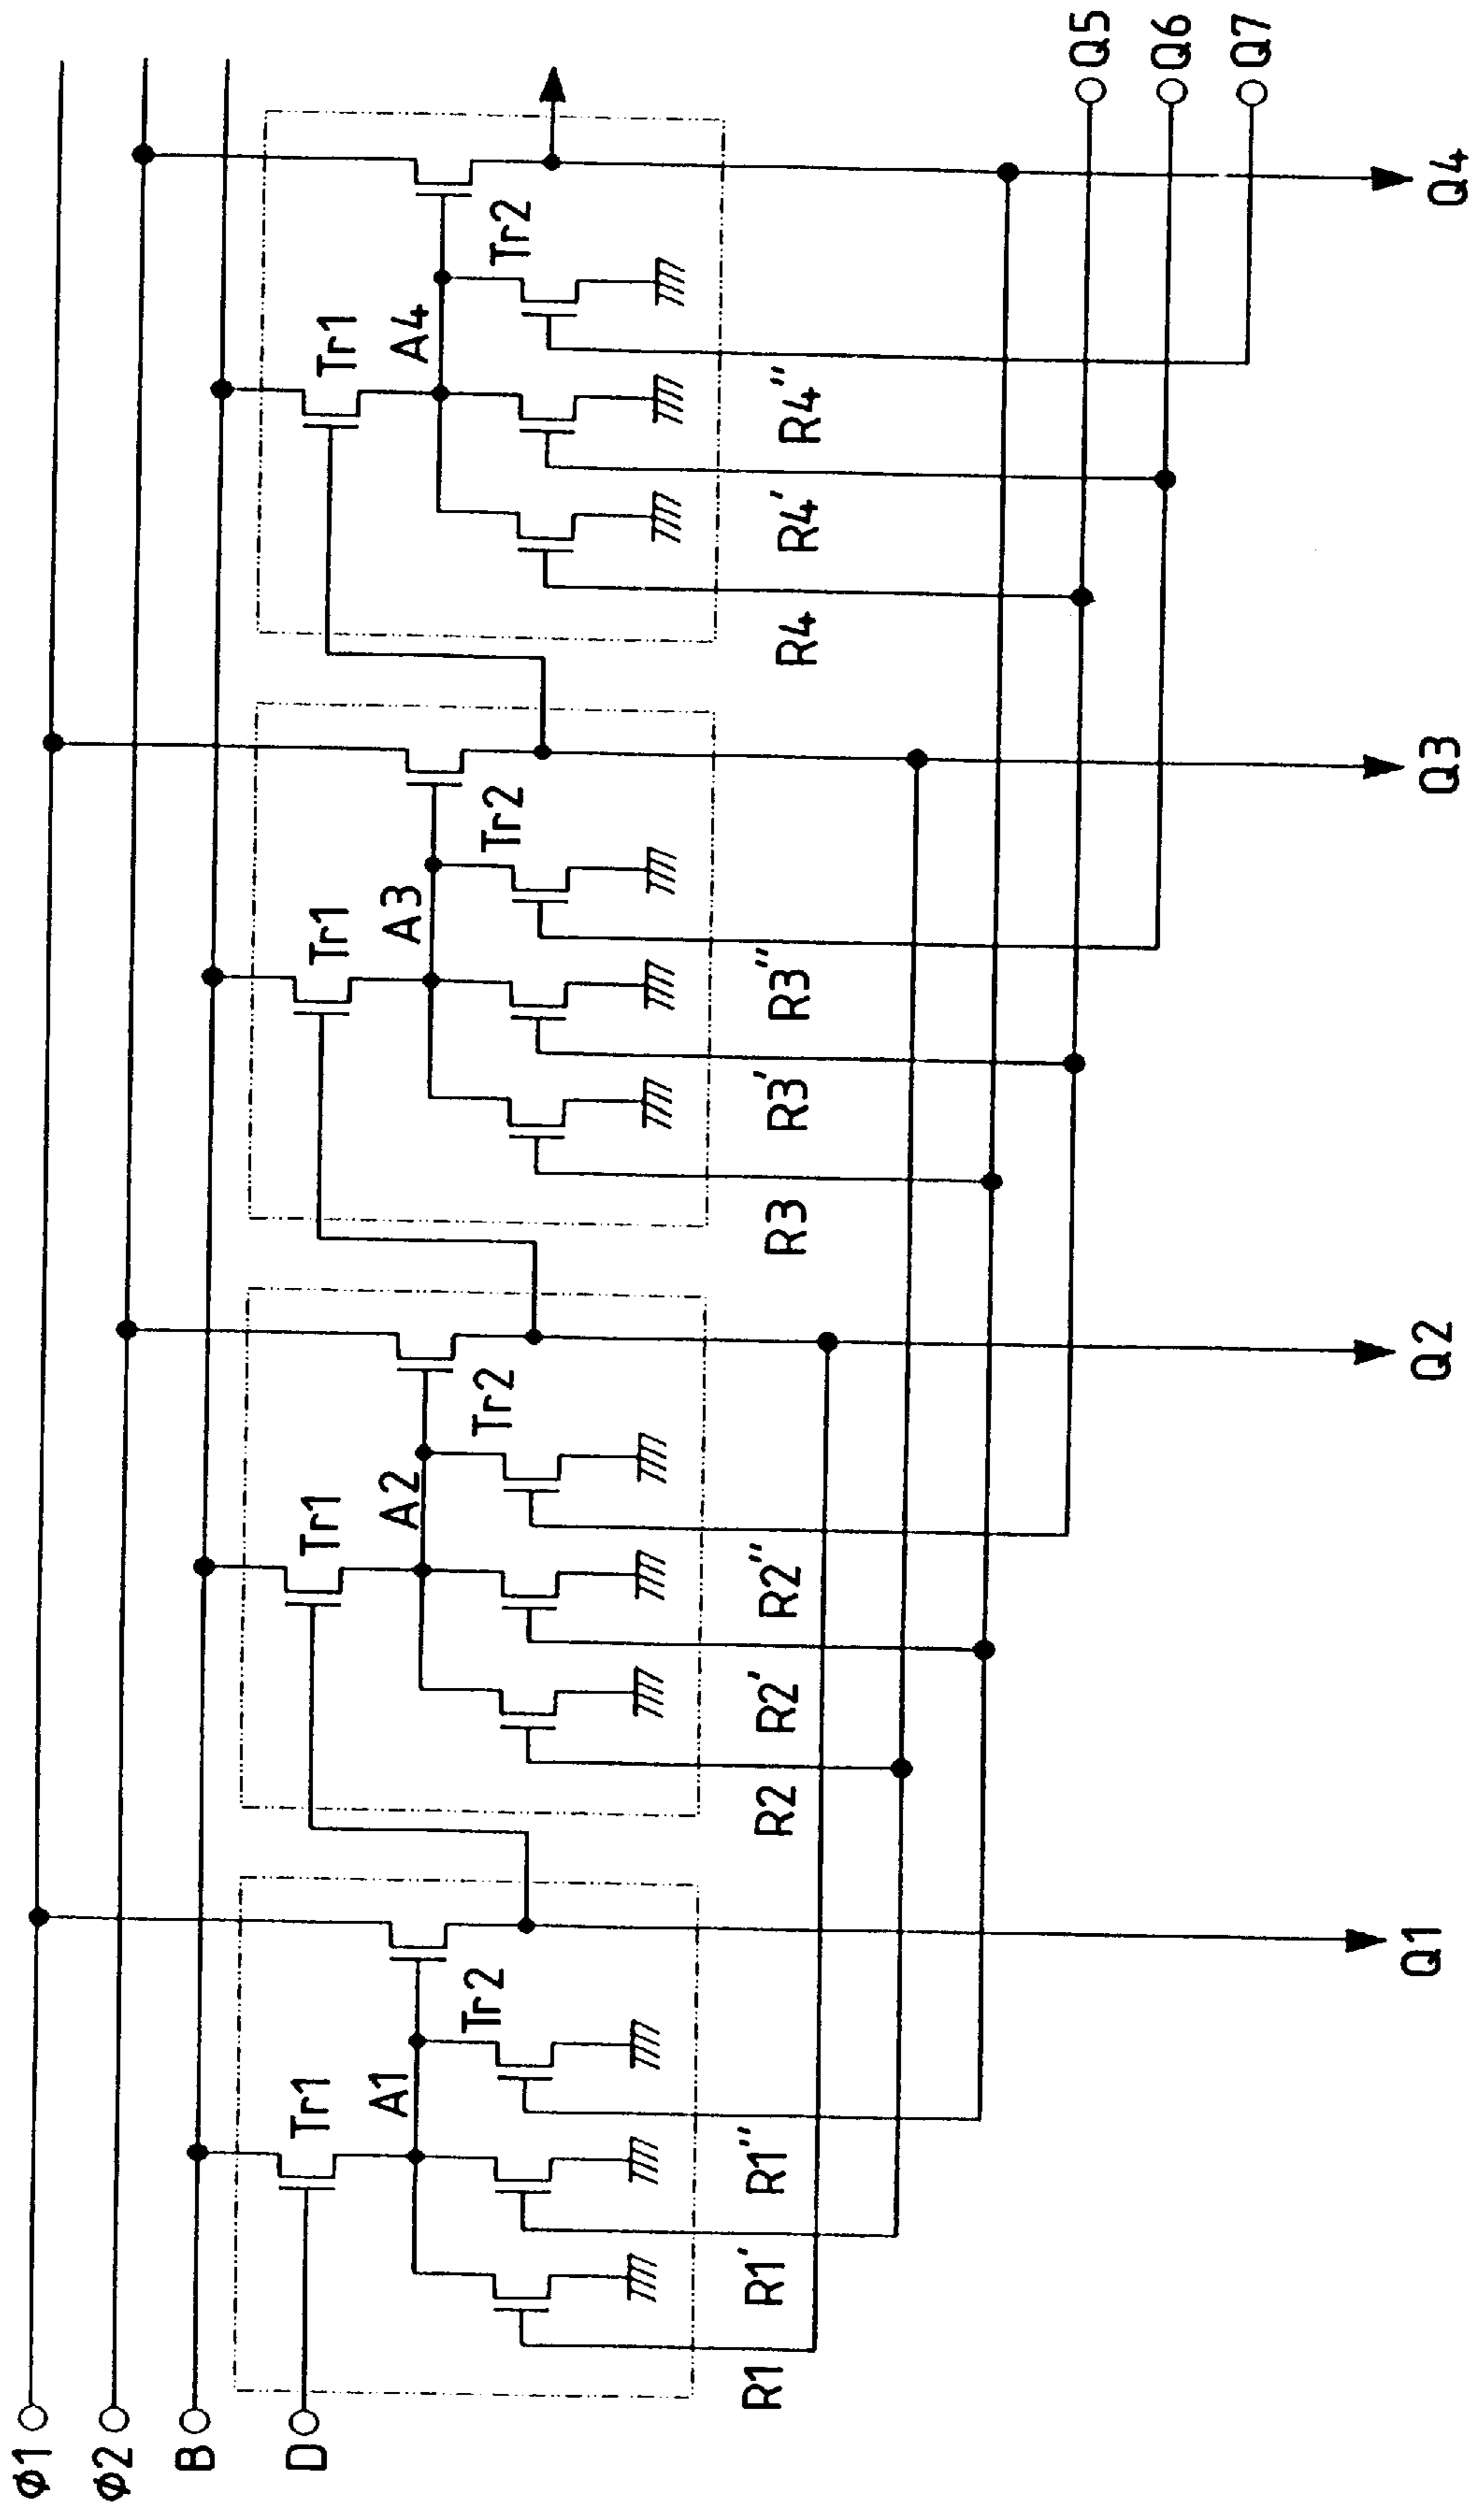 Φ1
Φ2
B
D
Tr1
Tr1
Tr1
Tr1
A1
A2
A3
A4
Tr2
Tr2
Tr2
Tr2
R1
R1′
R1″
R2
R2′
R2″
R3
R3′
R3″
R4
R4′
R4″
Q5
Q6
Q7
Q1
Q2
Q3
Q4